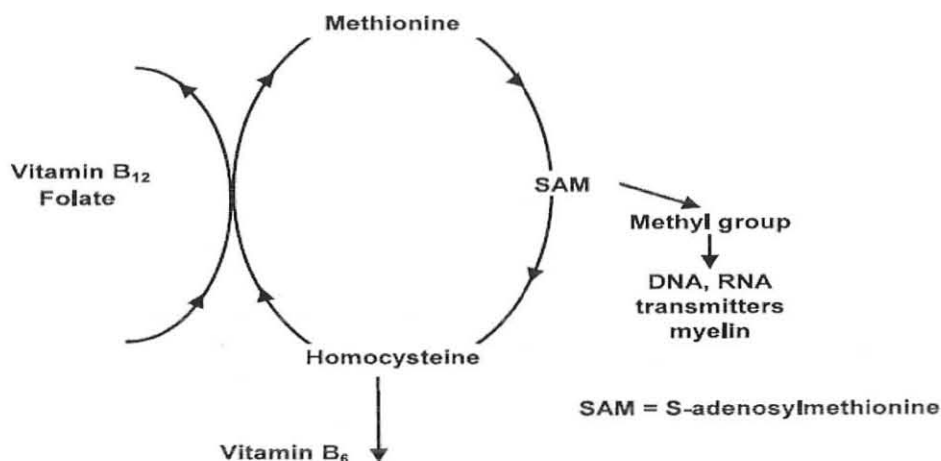 Methionine
Vitamin B₁₂
Folate
SAM
Methyl group
DNA, RNA
transmitters
myelin
Homocysteine
SAM = S-adenosylmethionine
Vitamin B₆